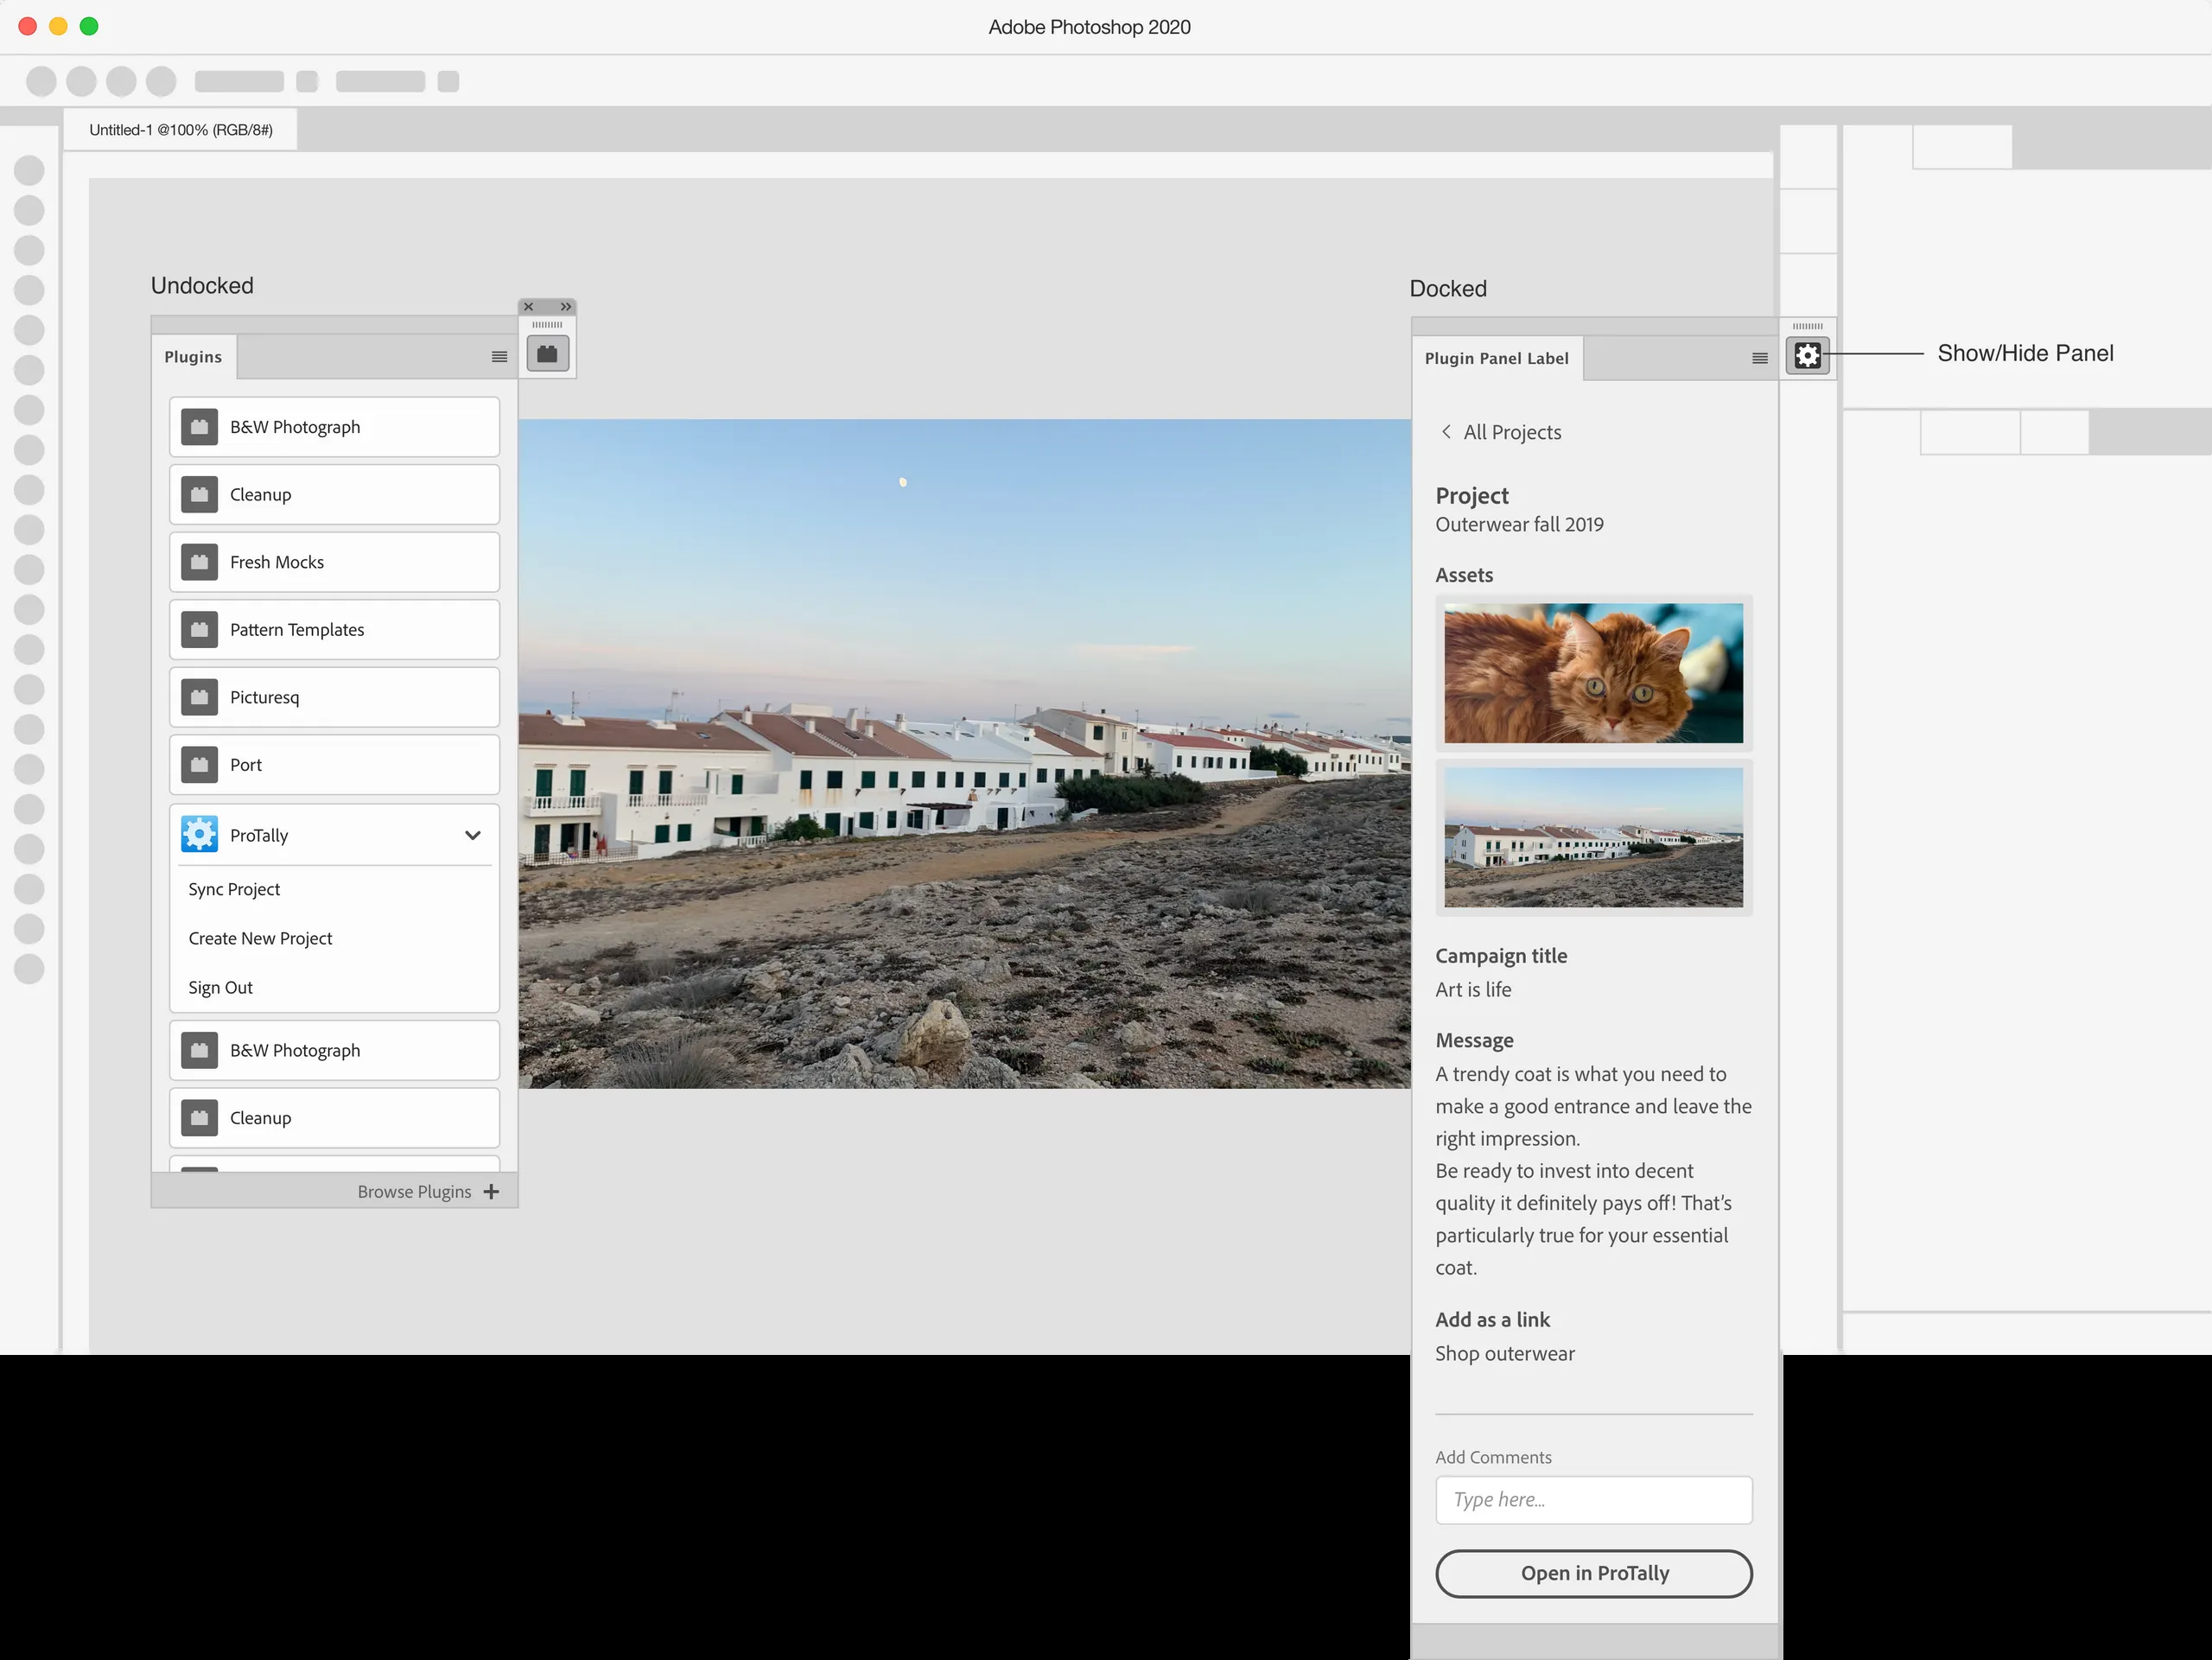 Adobe Photoshop 2020
Untitled-1 @100% (RGB/8#)
Undocked
Plugins
B&W Photograph
Cleanup
Fresh Mocks
Pattern Templates
Picturesq
Port
ProTally
Sync Project
Create New Project
Sign Out
B&W Photograph
Cleanup
Browse Plugins
Docked
Plugin Panel Label
Show/Hide Panel
All Projects
Project
Outerwear fall 2019
Assets
Campaign title
Art is life
Message
A trendy coat is what you need to
make a good entrance and leave the
right impression.
Be ready to invest into decent
quality it definitely pays off! That’s
particularly true for your essential
coat.
Add as a link
Shop outerwear
Add Comments
Type here...
Open in ProTally